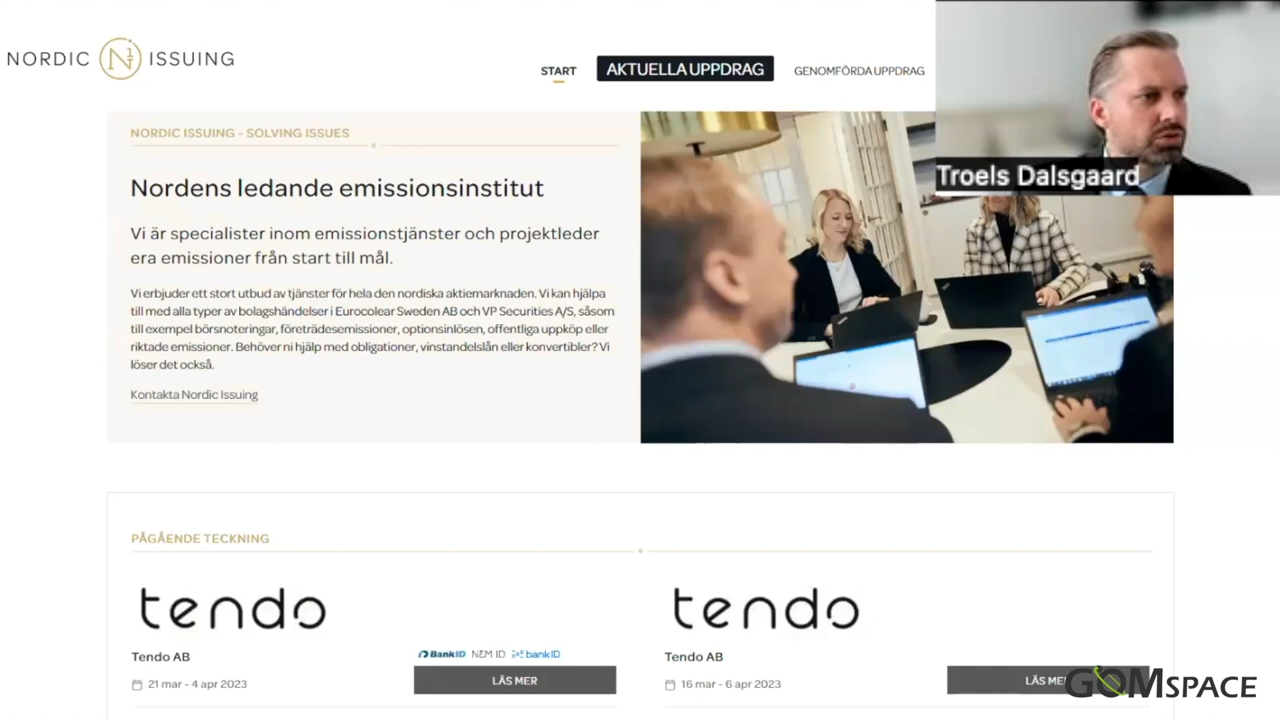 NORDIC N1T ISSUING
START AKTUELLA UPPDRAG GENOMFÖRDA UPPDRAG
Troels Dalsgaard
NORDIC ISSUING - SOLVING ISSUES
Nordens ledande emissionsinstitut
Vi är specialister inom emissionstjänster och projektleder
era emissioner från start till mål.
Vi erbjuder ett stort utbud av tjänster för hela den nordiska aktiemarknaden. Vi kan hjälpa
till med alla typer av bolagshändelser i Eurocolear Sweden AB och VP Securities A/S, såsom
till exempel börsnoteringar, företrädesemissioner, optionsinlösen, offentliga uppköp eller
riktade emissioner. Behöver ni hjälp med obligationer, vinstandelslån eller konvertibler? Vi
löser det också.
Kontakta Nordic Issuing
PÅGÅENDE TECKNING
tendo
Tendo AB
BankID NEM ID bankID
21 mar - 4 apr 2023
LÄS MER
tendo
Tendo AB
16 mar - 6 apr 2023
LÄS ME
GOMSPACE